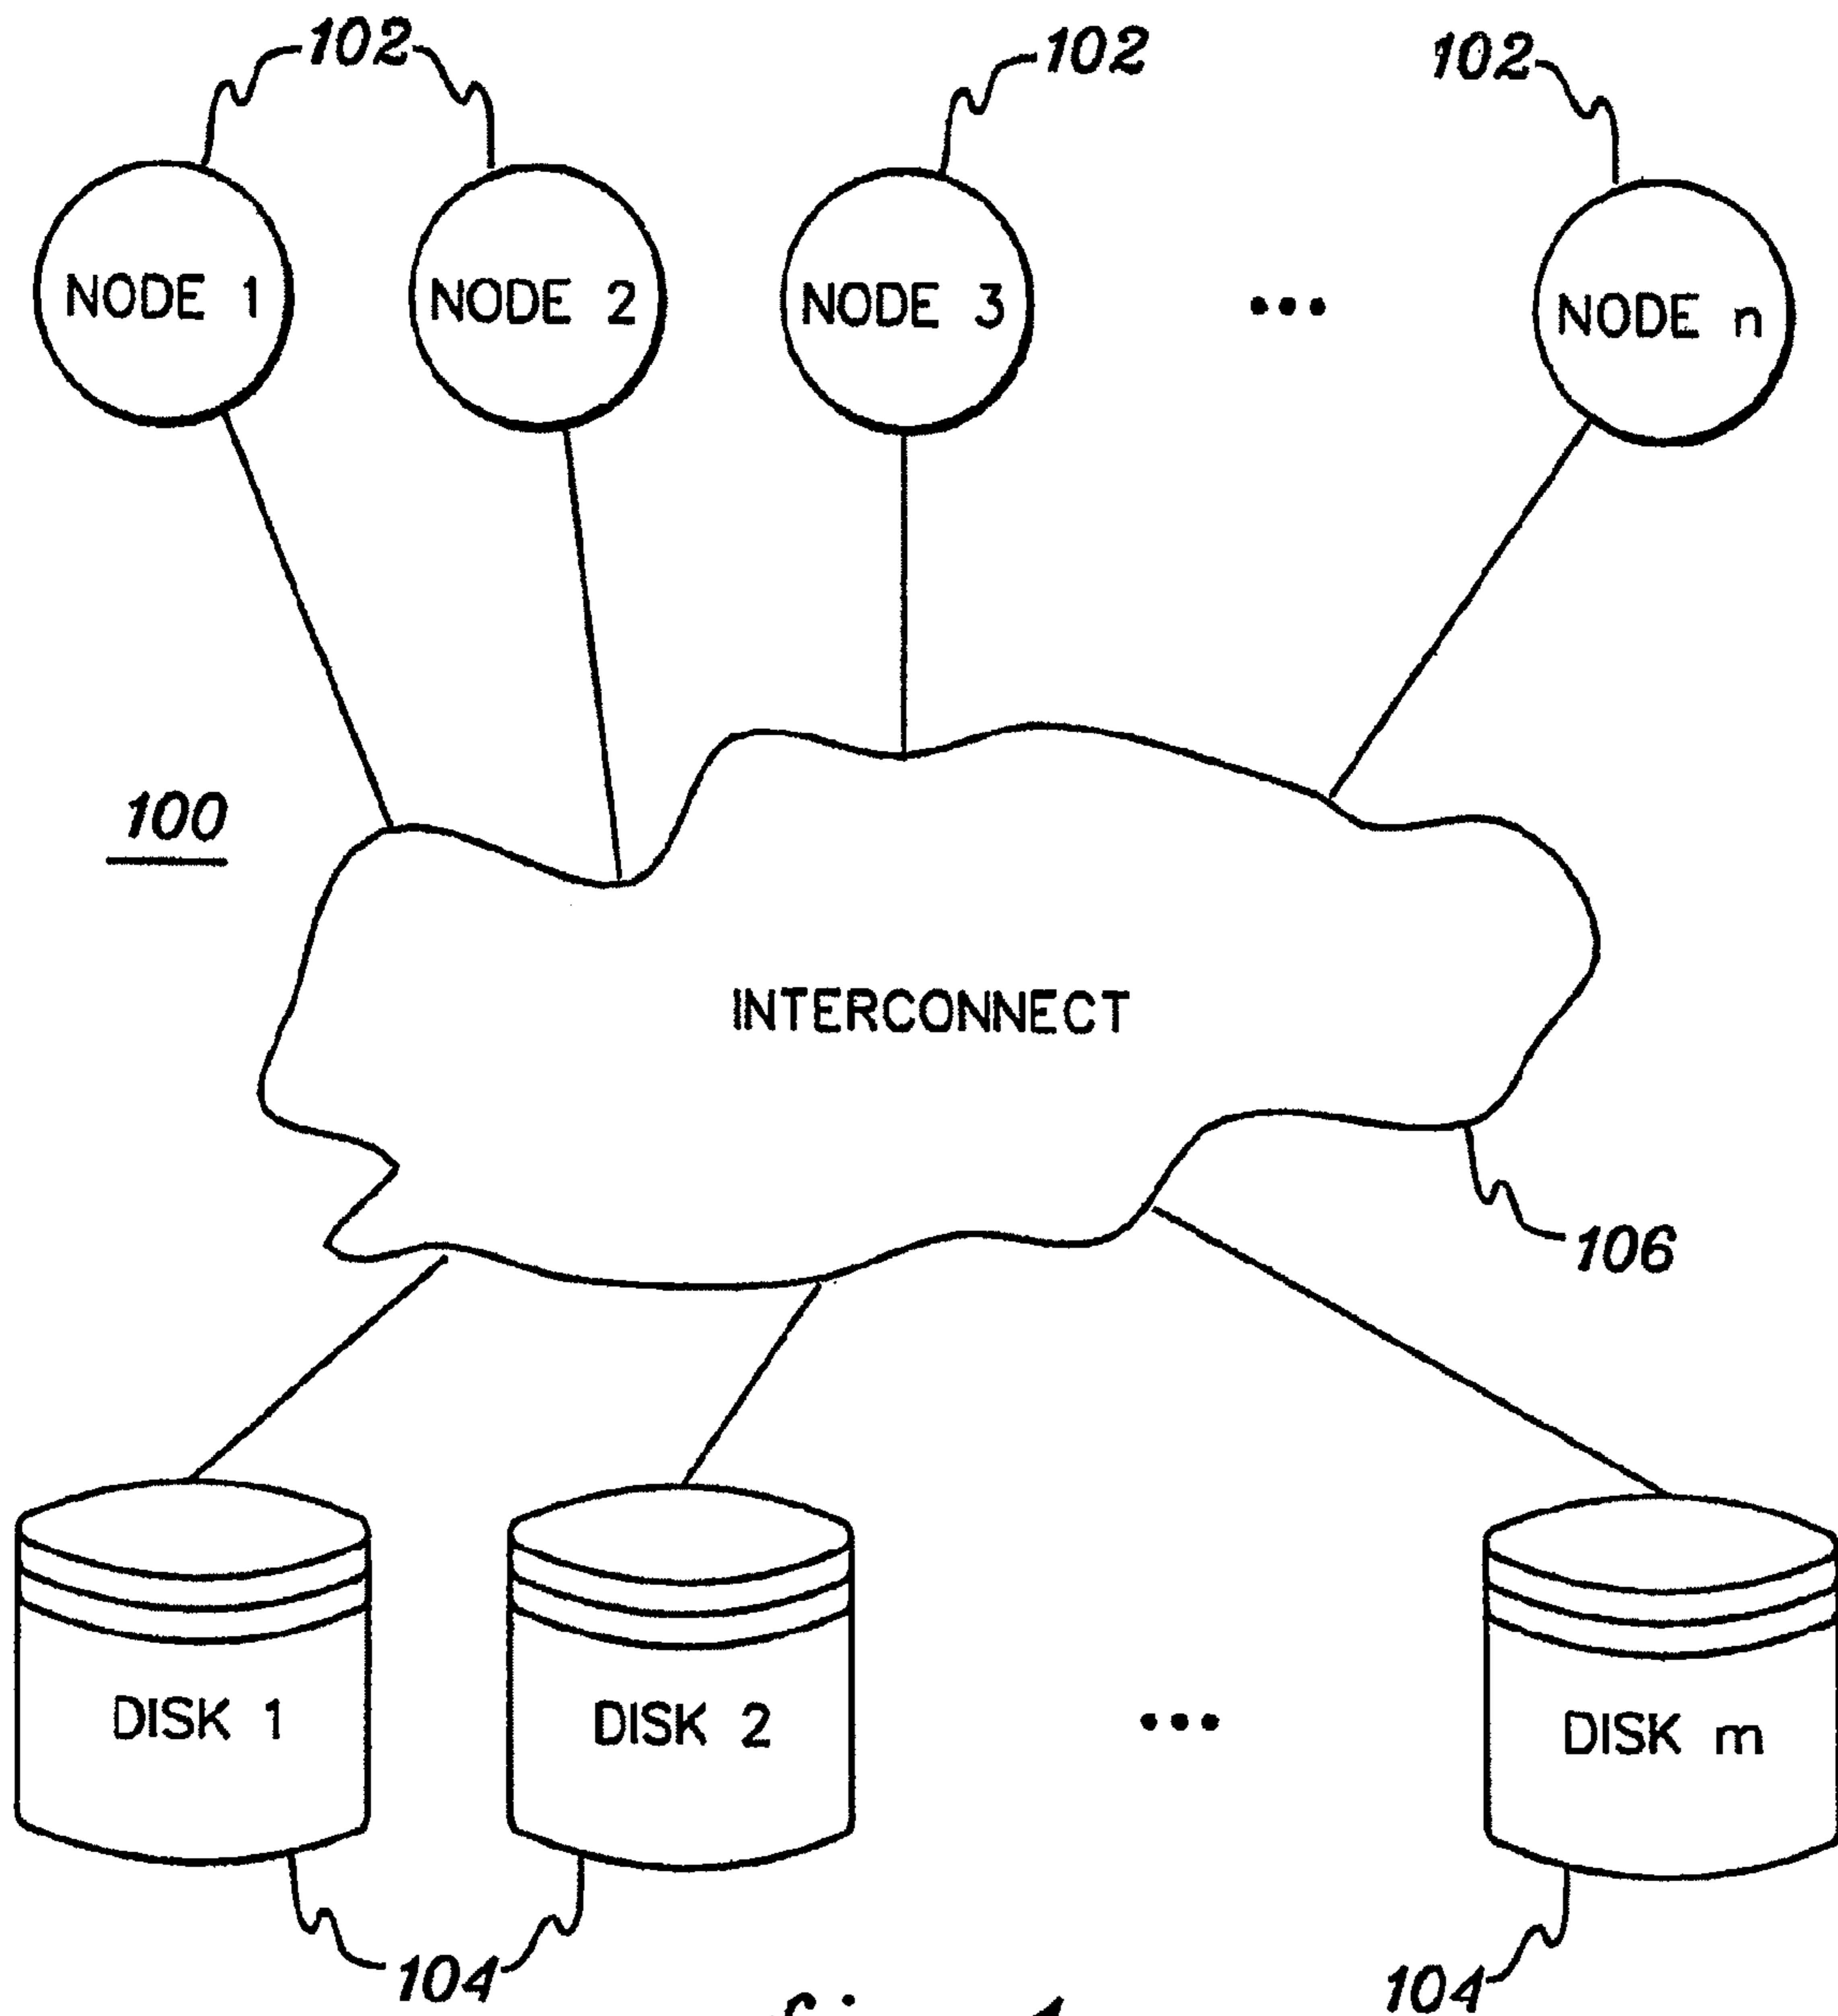 102 102 102
NODE 1 NODE 2 NODE 3 ••• NODE n
100
INTERCONNECT
106
DISK 1 DISK 2 ••• DISK m
104 104